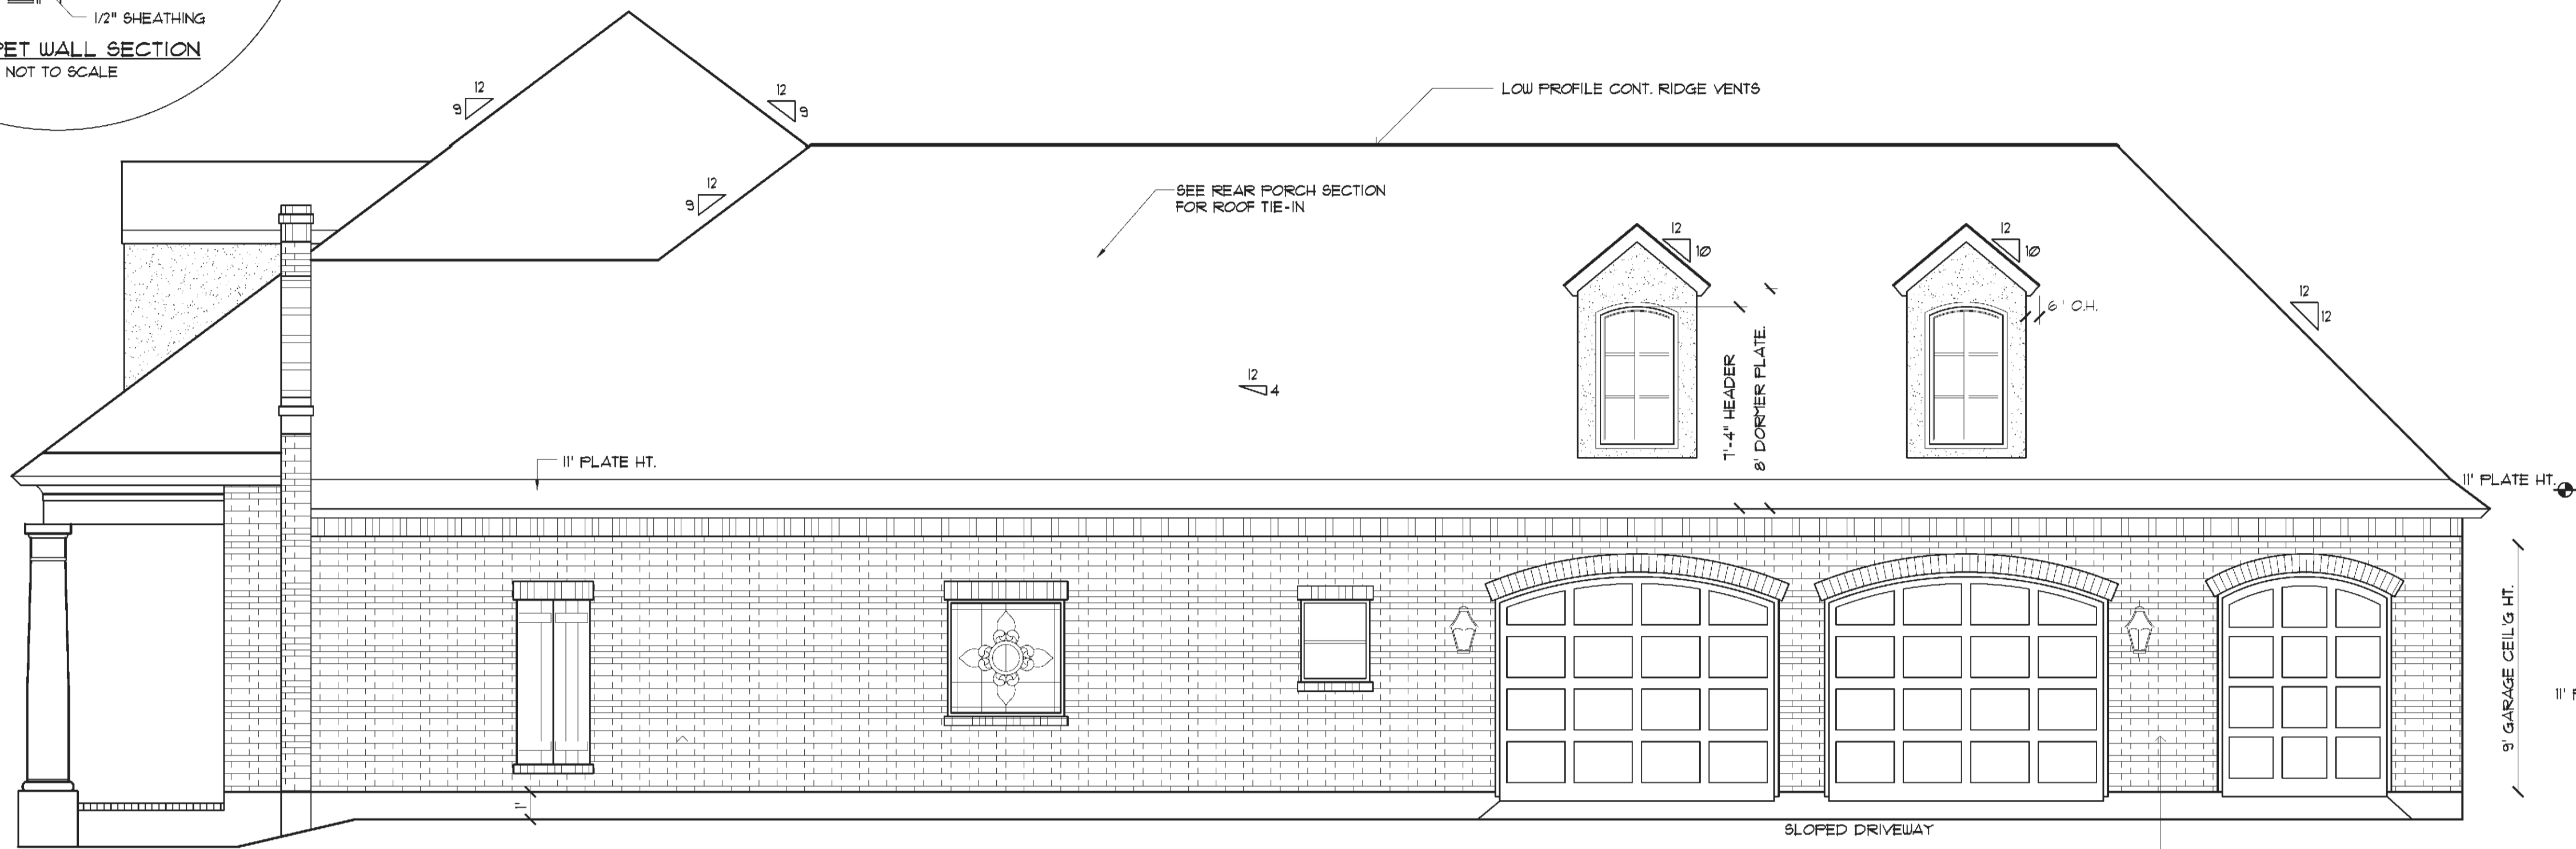 1/2" SHEATHING
PET WALL SECTION
NOT TO SCALE
12
9
12
9
LOW PROFILE CONT. RIDGE VENTS
12
9
SEE REAR PORCH SECTION
FOR ROOF TIE-IN
12
10
12
10
6' O.H.
12
12
12
4
7'-4" HEADER
8' DORMER PLATE.
11' PLATE HT.
11' PLATE HT.
9' GARAGE CEIL'G HT.
11'
1'
SLOPED DRIVEWAY